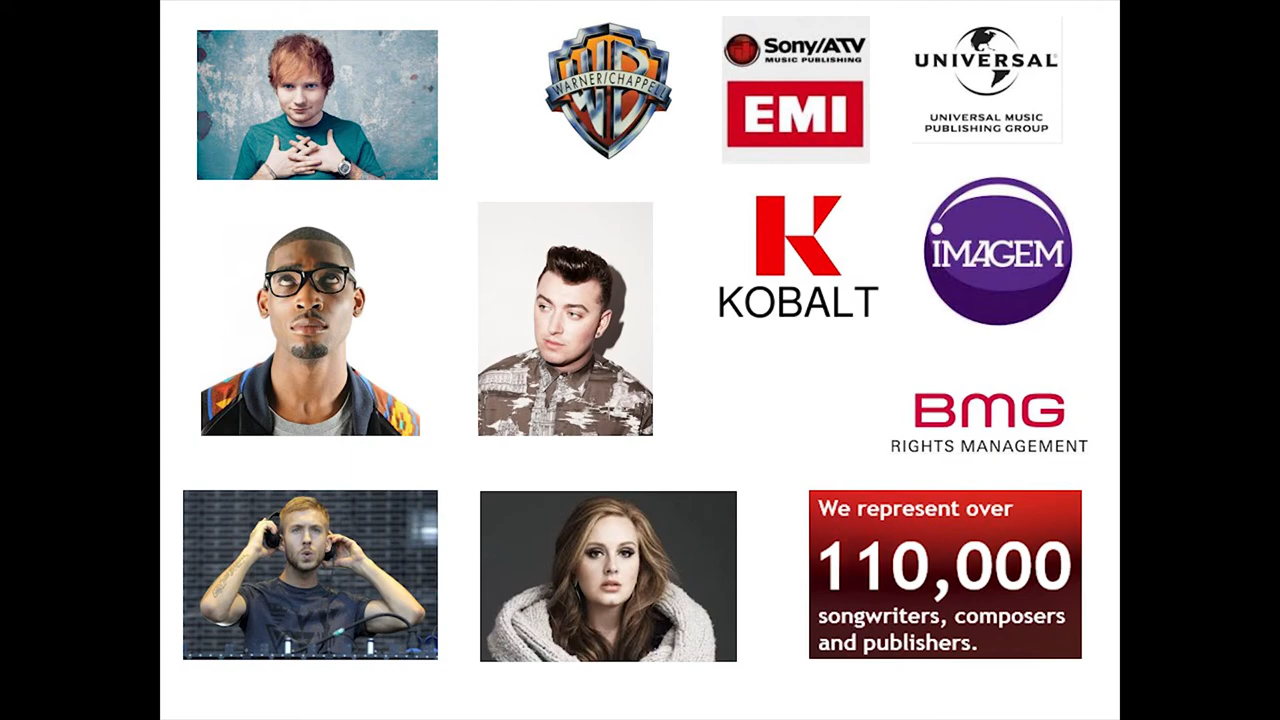 WARNER/CHAPPELL
Sony/ATV
MUSIC PUBLISHING
EMI
UNIVERSAL
UNIVERSAL MUSIC
PUBLISHING GROUP
KOBALT
IMAGEM
BMG
RIGHTS MANAGEMENT
We represent over
110,000
songwriters, composers
and publishers.